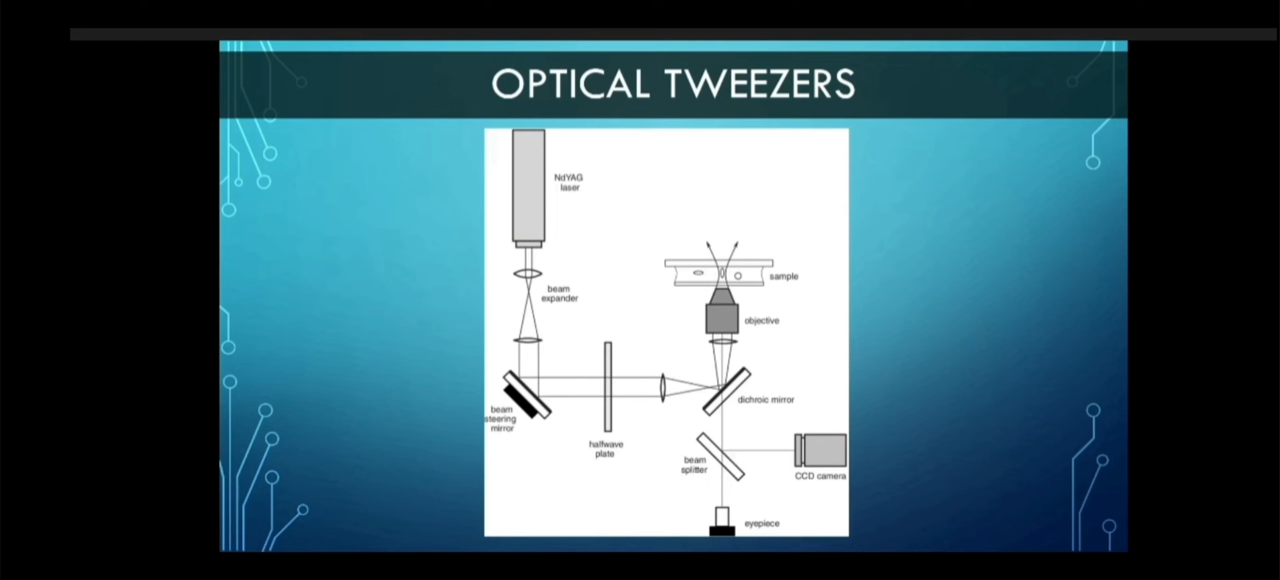 OPTICAL TWEEZERS
NdYAG
laser
beam
expander
sample
objective
beam
steering
mirror
dichroic mirror
halfwave
plate
beam
splitter
CCD camera
eyepiece